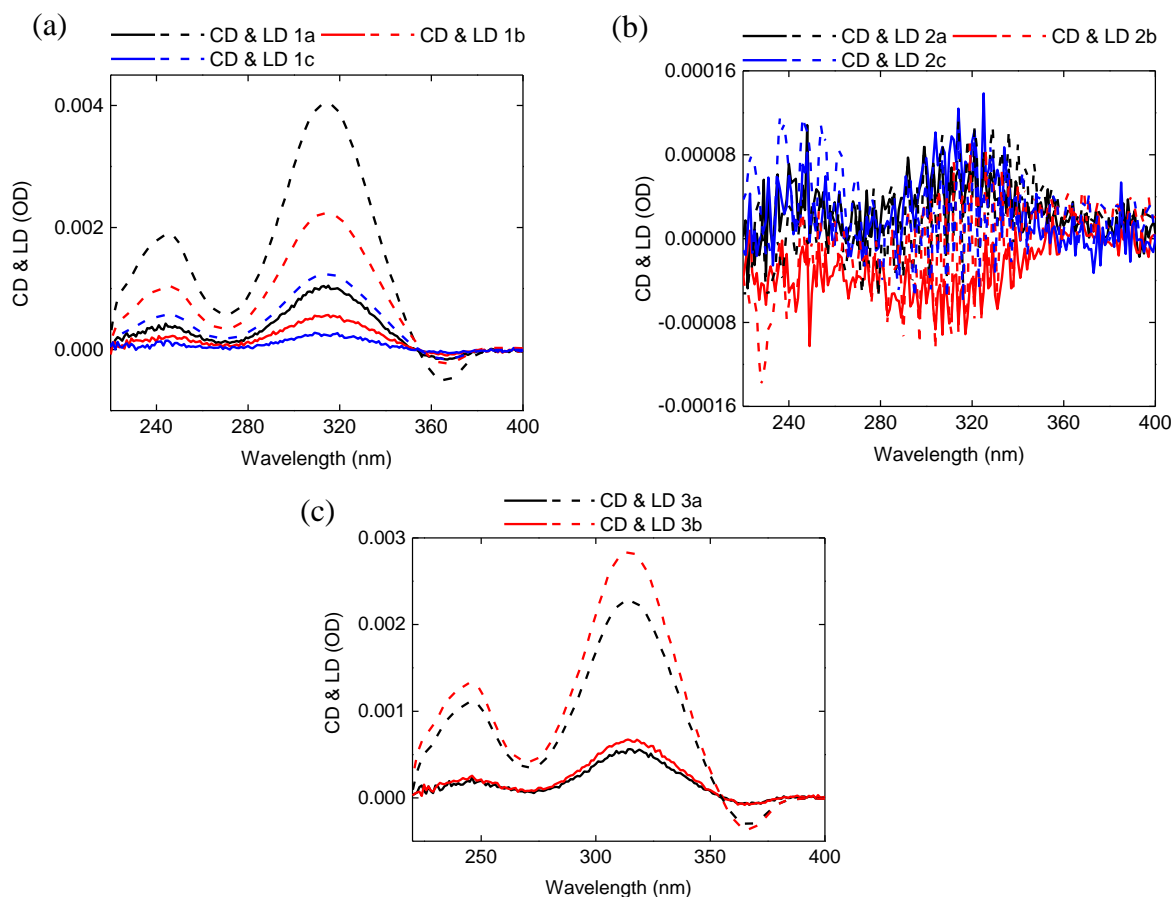 (a)
CD & LD 1a CD & LD 1b
CD & LD 1c
CD & LD (OD)
0.004
0.002
0.000
240 280 320 360 400
Wavelength (nm)
(b)
CD & LD 2a CD & LD 2b
CD & LD 2c
CD & LD (OD)
0.00016
0.00008
0.00000
-0.00008
-0.00016
240 280 320 360 400
Wavelength (nm)
(c)
CD & LD 3a
CD & LD 3b
CD & LD (OD)
0.003
0.002
0.001
0.000
250 300 350 400
Wavelength (nm)